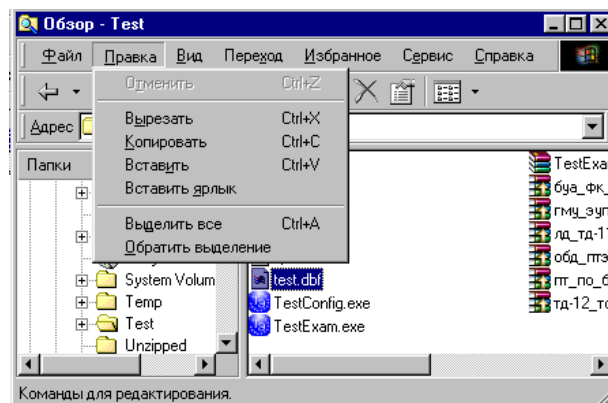 Обзор - Test
Файл Правка Вид Переход Избранное Сервис Справка
Отменить Ctrl+Z
Вырезать Ctrl+X
Адрес
Копировать Ctrl+C
Вставить Ctrl+V
Вставить ярлык
Выделить все Ctrl+A
Обратить выделение
Папки
System Volum
Temp
Test
Unzipped
test.dbf
TestConfig.exe
TestExam.exe
TestExa
буа_фк_
гму_эуп
лд_тд-1
обд_птэ
пт_по_б
тд-12_то
Команды для редактирования.